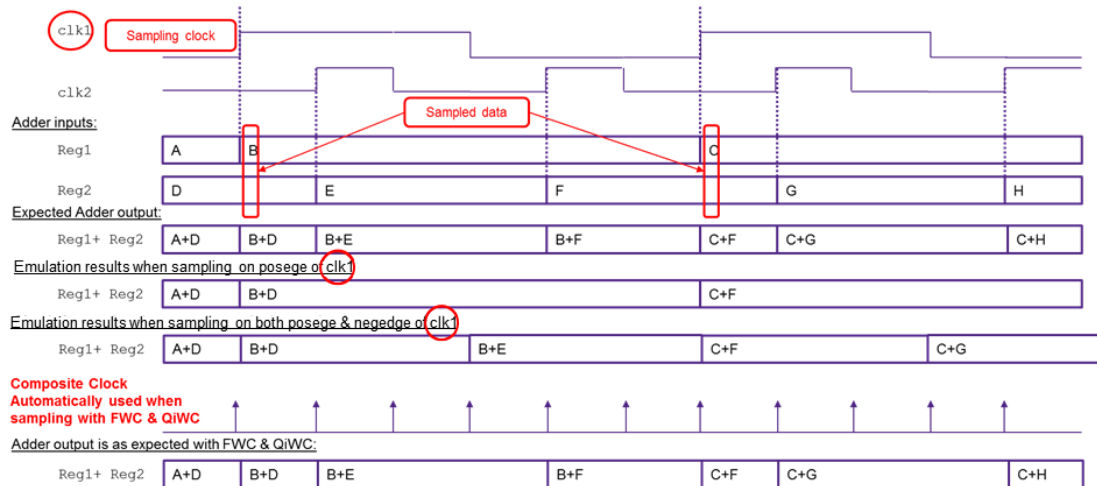 clk1 Sampling clock
clk2
Sampled data
Adder inputs:
Reg1 A B C
Reg2 D E F G H
Expected Adder output:
Reg1+ Reg2 A+D B+D B+E B+F C+F C+G C+H
Emulation results when sampling on posege of clk1
Reg1+ Reg2 A+D B+D C+F
Emulation results when sampling on both posege & negedge of clk1
Reg1+ Reg2 A+D B+D B+E C+F C+G
Composite Clock
Automatically used when
sampling with FWC & QiWC
Adder output is as expected with FWC & QiWC:
Reg1+ Reg2 A+D B+D B+E B+F C+F C+G C+H